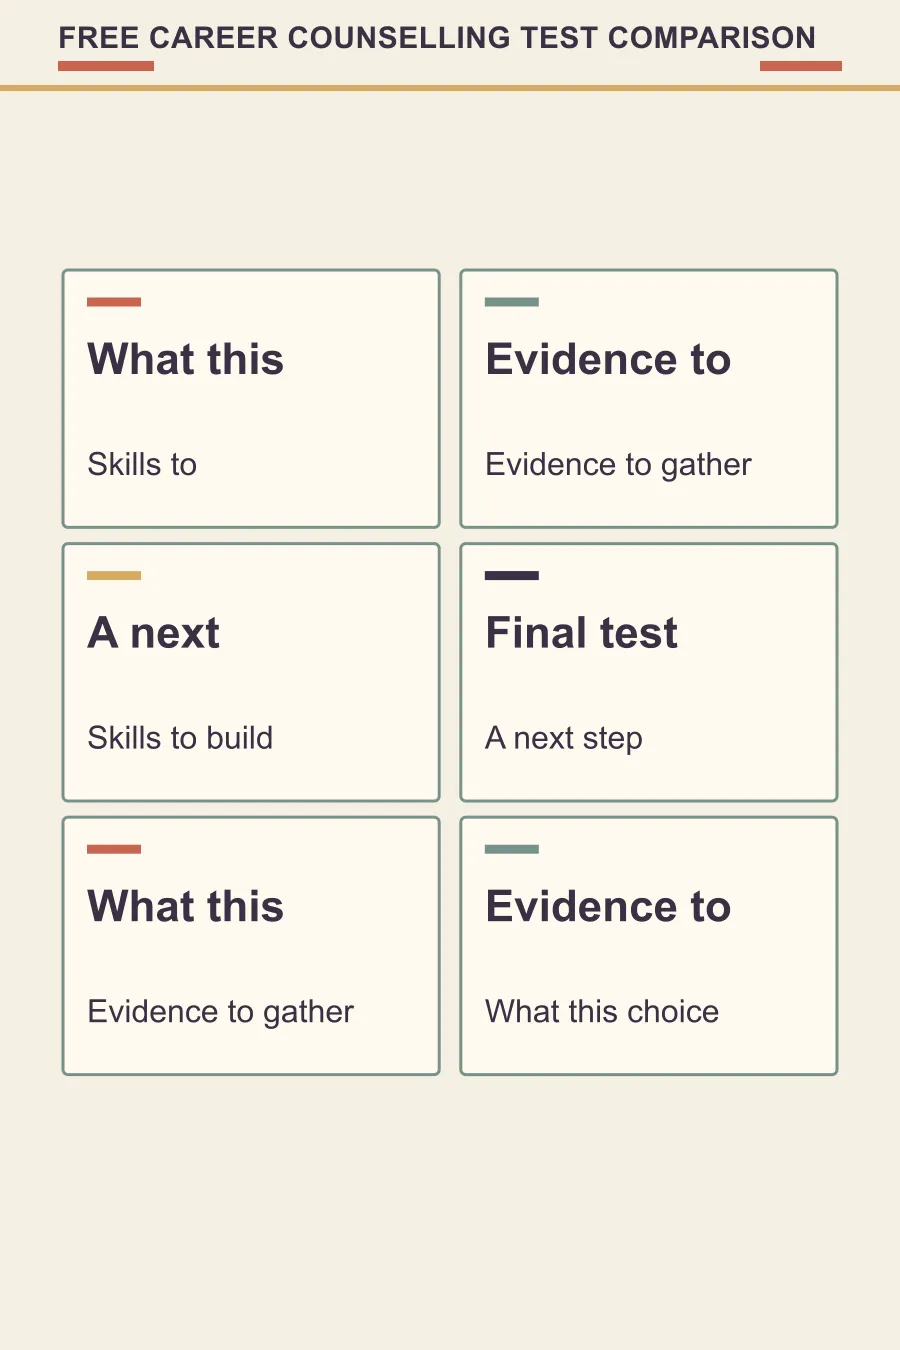 FREE CAREER COUNSELLING TEST COMPARISON
What this
Skills to
Evidence to
Evidence to gather
A next
Skills to build
Final test
A next step
What this
Evidence to gather
Evidence to
What this choice